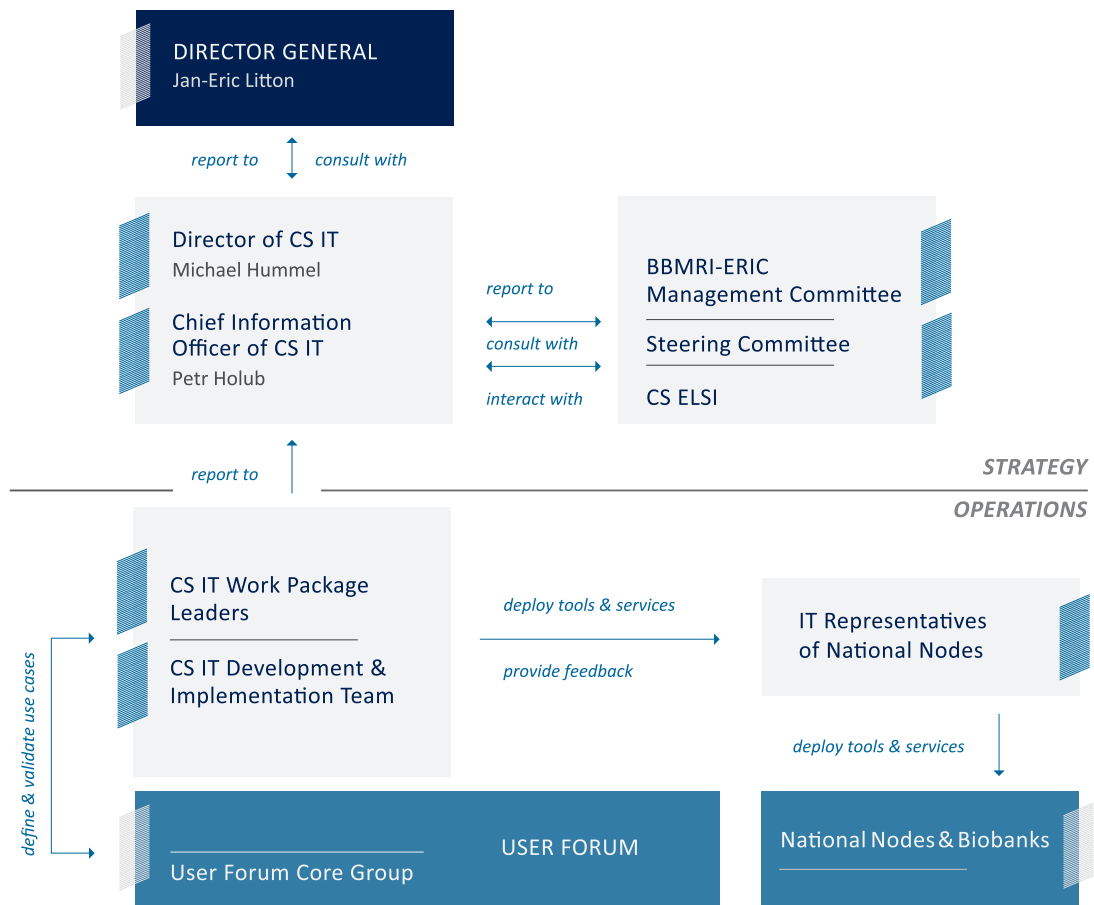 DIRECTOR GENERAL
Jan-Eric Litton
report to
consult with
Director of CS IT
Michael Hummel
Chief Information
Officer of CS IT
Petr Holub
report to
consult with
interact with
BBMRI-ERIC
Management Committee
Steering Committee
CS ELSI
report to
STRATEGY
OPERATIONS
CS IT Work Package
Leaders
CS IT Development &
Implementation Team
deploy tools & services
provide feedback
IT Representatives
of National Nodes
define & validate use cases
deploy tools & services
USER FORUM
User Forum Core Group
National Nodes & Biobanks